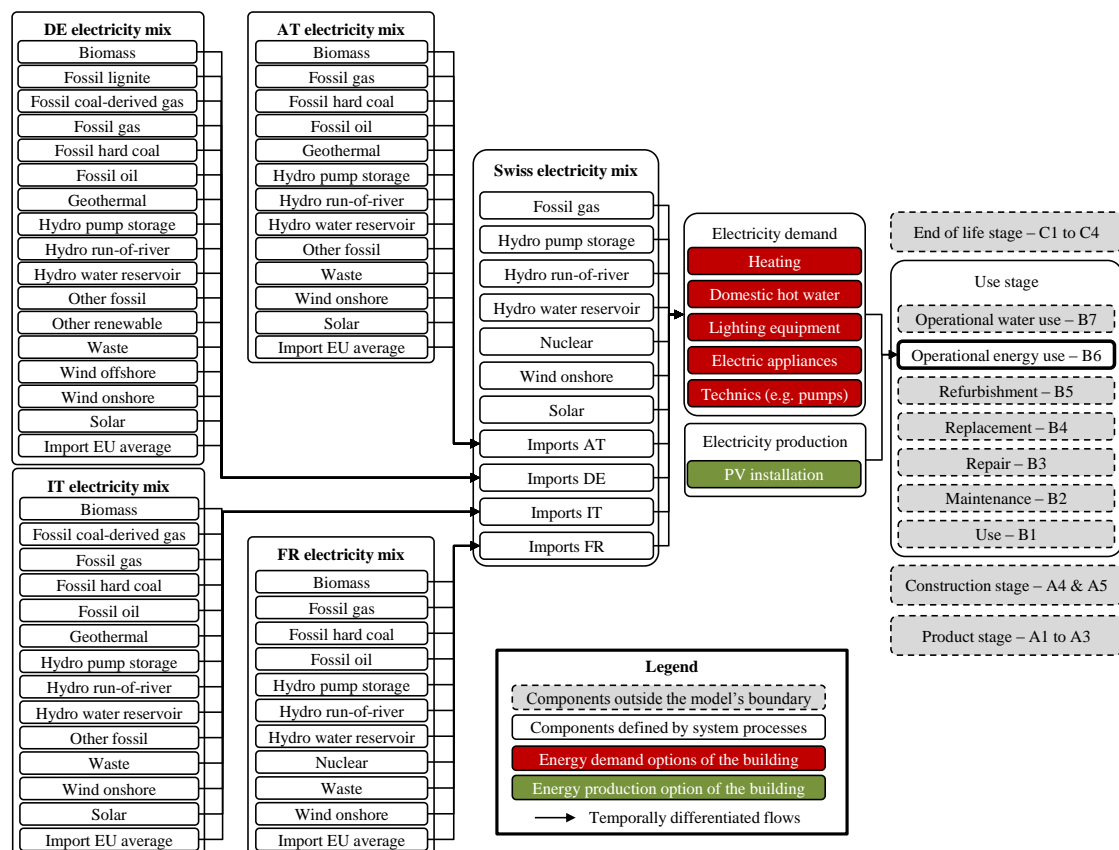 DE electricity mix
Biomass
Fossil lignite
Fossil coal-derived gas
Fossil gas
Fossil hard coal
Fossil oil
Geothermal
Hydro pump storage
Hydro run-of-river
Hydro water reservoir
Other fossil
Other renewable
Waste
Wind offshore
Wind onshore
Solar
Import EU average
IT electricity mix
Biomass
Fossil coal-derived gas
Fossil gas
Fossil hard coal
Fossil oil
Geothermal
Hydro pump storage
Hydro run-of-river
Hydro water reservoir
Other fossil
Waste
Wind onshore
Solar
Import EU average
AT electricity mix
Biomass
Fossil gas
Fossil hard coal
Fossil oil
Geothermal
Hydro pump storage
Hydro run-of-river
Hydro water reservoir
Other fossil
Waste
Wind onshore
Solar
Import EU average
FR electricity mix
Biomass
Fossil gas
Fossil hard coal
Fossil oil
Hydro pump storage
Hydro run-of-river
Hydro water reservoir
Nuclear
Waste
Wind onshore
Import EU average
Swiss electricity mix
Fossil gas
Hydro pump storage
Hydro run-of-river
Hydro water reservoir
Nuclear
Wind onshore
Solar
Imports AT
Imports DE
Imports IT
Imports FR
Electricity demand
Heating
Domestic hot water
Lighting equipment
Electric appliances
Technics (e.g. pumps)
Electricity production
PV installation
End of life stage – C1 to C4
Use stage
Operational water use – B7
Operational energy use – B6
Refurbishment – B5
Replacement – B4
Repair – B3
Maintenance – B2
Use – B1
Construction stage – A4 & A5
Product stage – A1 to A3
Legend
Components outside the model's boundary
Components defined by system processes
Energy demand options of the building
Energy production option of the building
Temporally differentiated flows